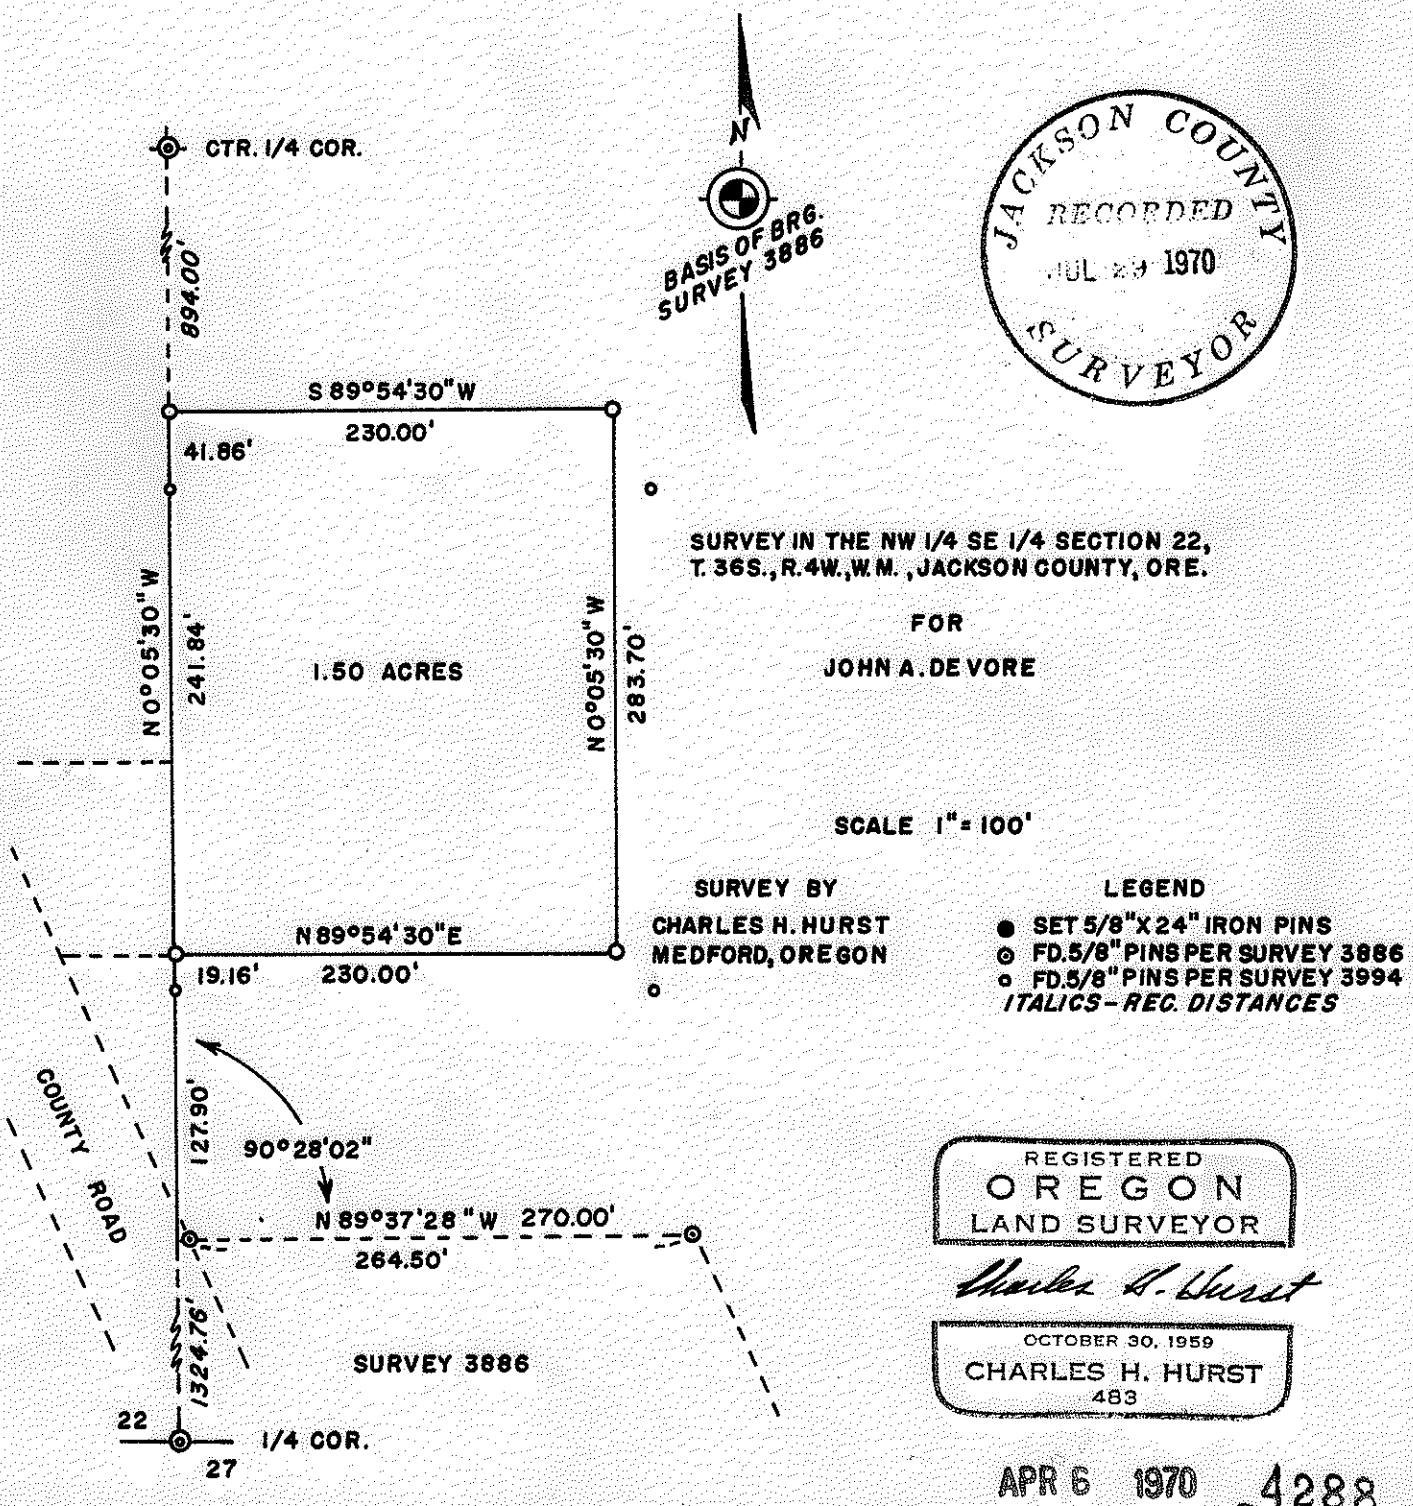 N
BASIS OF BRG.
SURVEY 3886
JACKSON COUNTY
RECORDED
JUL 29 1970
SURVEYOR
CTR. 1/4 COR.
894.00'
S 89°54'30" W
230.00'
41.86'
N 0°05'30" W
241.84'
1.50 ACRES
N 0°05'30" W
283.70'
SURVEY IN THE NW 1/4 SE 1/4 SECTION 22,
T. 36S., R.4W., W.M., JACKSON COUNTY, ORE.
FOR
JOHN A. DE VORE
SCALE 1" = 100'
SURVEY BY
CHARLES H. HURST
MEDFORD, OREGON
LEGEND
SET 5/8" X 24" IRON PINS
FD. 5/8" PINS PER SURVEY 3886
FD. 5/8" PINS PER SURVEY 3994
ITALICS - REC. DISTANCES
N 89°54'30" E
19.16'
230.00'
COUNTY ROAD
127.90'
90°28'02"
N 89°37'28" W 270.00'
264.50'
1324.76'
SURVEY 3886
22
1/4 COR.
27
REGISTERED
OREGON
LAND SURVEYOR
Charles H. Hurst
OCTOBER 30, 1959
CHARLES H. HURST
483
APR 6 1970 4288